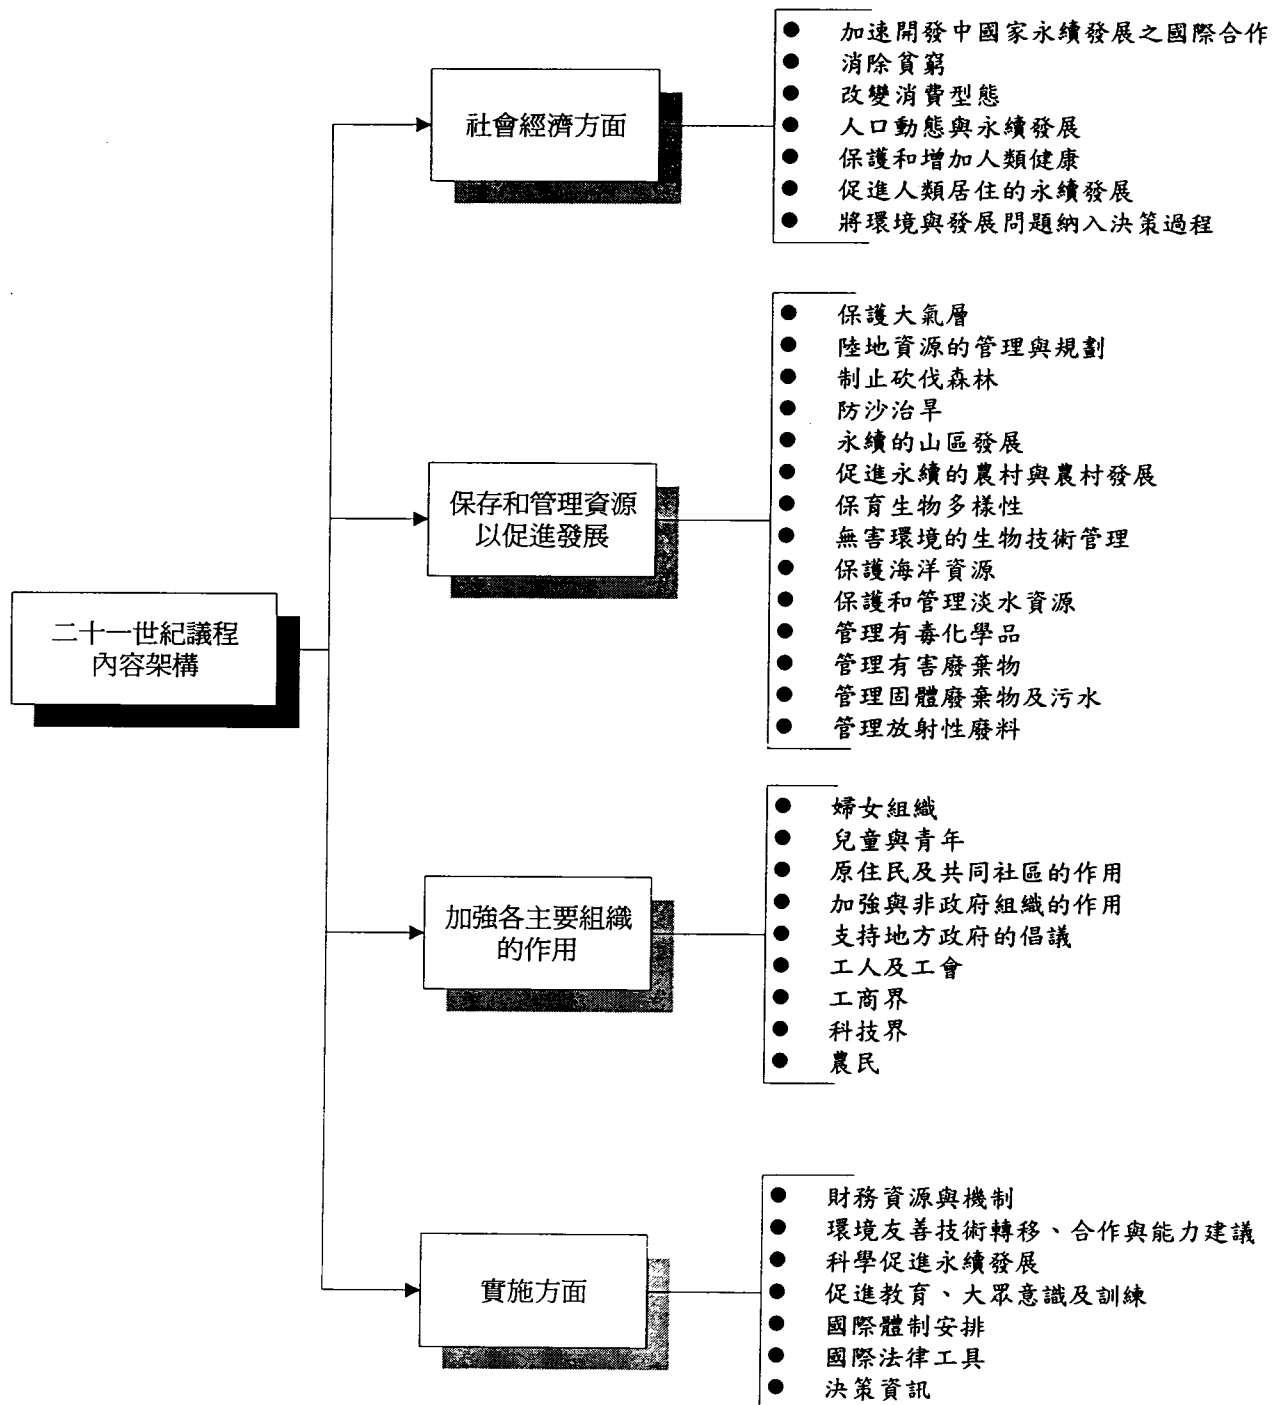 二十一世紀議程
內容架構
社會經濟方面
● 加速開發中國家永續發展之國際合作
● 消除貧窮
● 改變消費型態
● 人口動態與永續發展
● 保護和增加人類健康
● 促進人類居住的永續發展
● 將環境與發展問題納入決策過程
保存和管理資源
以促進發展
● 保護大氣層
● 陸地資源的管理與規劃
● 制止砍伐森林
● 防沙治旱
● 永續的山區發展
● 促進永續的農村與農村發展
● 保育生物多樣性
● 無害環境的生物技術管理
● 保護海洋資源
● 保護和管理淡水資源
● 管理有毒化學品
● 管理有害廢棄物
● 管理固體廢棄物及污水
● 管理放射性廢料
加強各主要組織
的作用
● 婦女組織
● 兒童與青年
● 原住民及共同社區的作用
● 加強與非政府組織的作用
● 支持地方政府的倡議
● 工人及工會
● 工商界
● 科技界
● 農民
實施方面
● 財務資源與機制
● 環境友善技術轉移、合作與能力建議
● 科學促進永續發展
● 促進教育、大眾意識及訓練
● 國際體制安排
● 國際法律工具
● 決策資訊